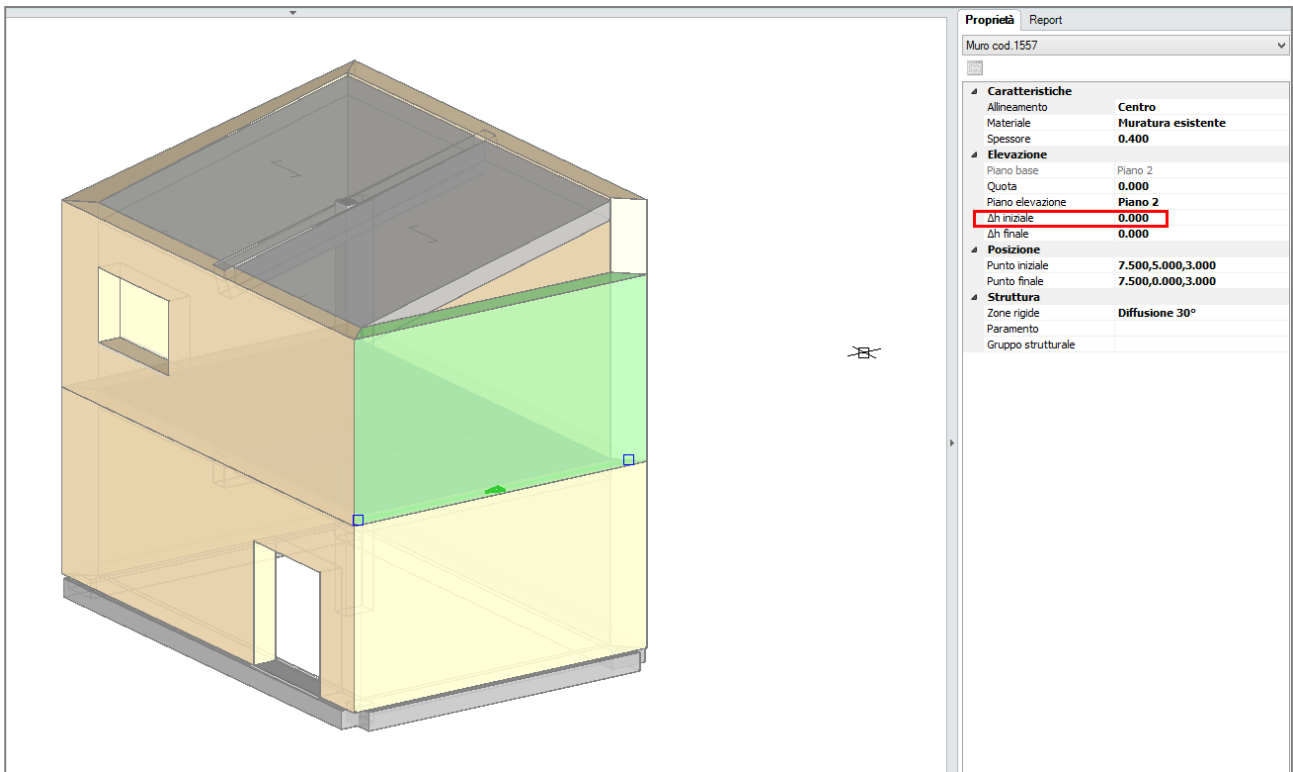 Proprietà Report
Muro cod.1557
Caratteristiche
Allineamento Centro
Materiale Muratura esistente
Spessore 0.400
Elevazione
Piano base Piano 2
Quota 0.000
Piano elevazione Piano 2
Δh iniziale 0.000
Δh finale 0.000
Posizione
Punto iniziale 7.500,5.000,3.000
Punto finale 7.500,0.000,3.000
Struttura
Zone rigide Diffusione 30°
Paramento
Gruppo strutturale